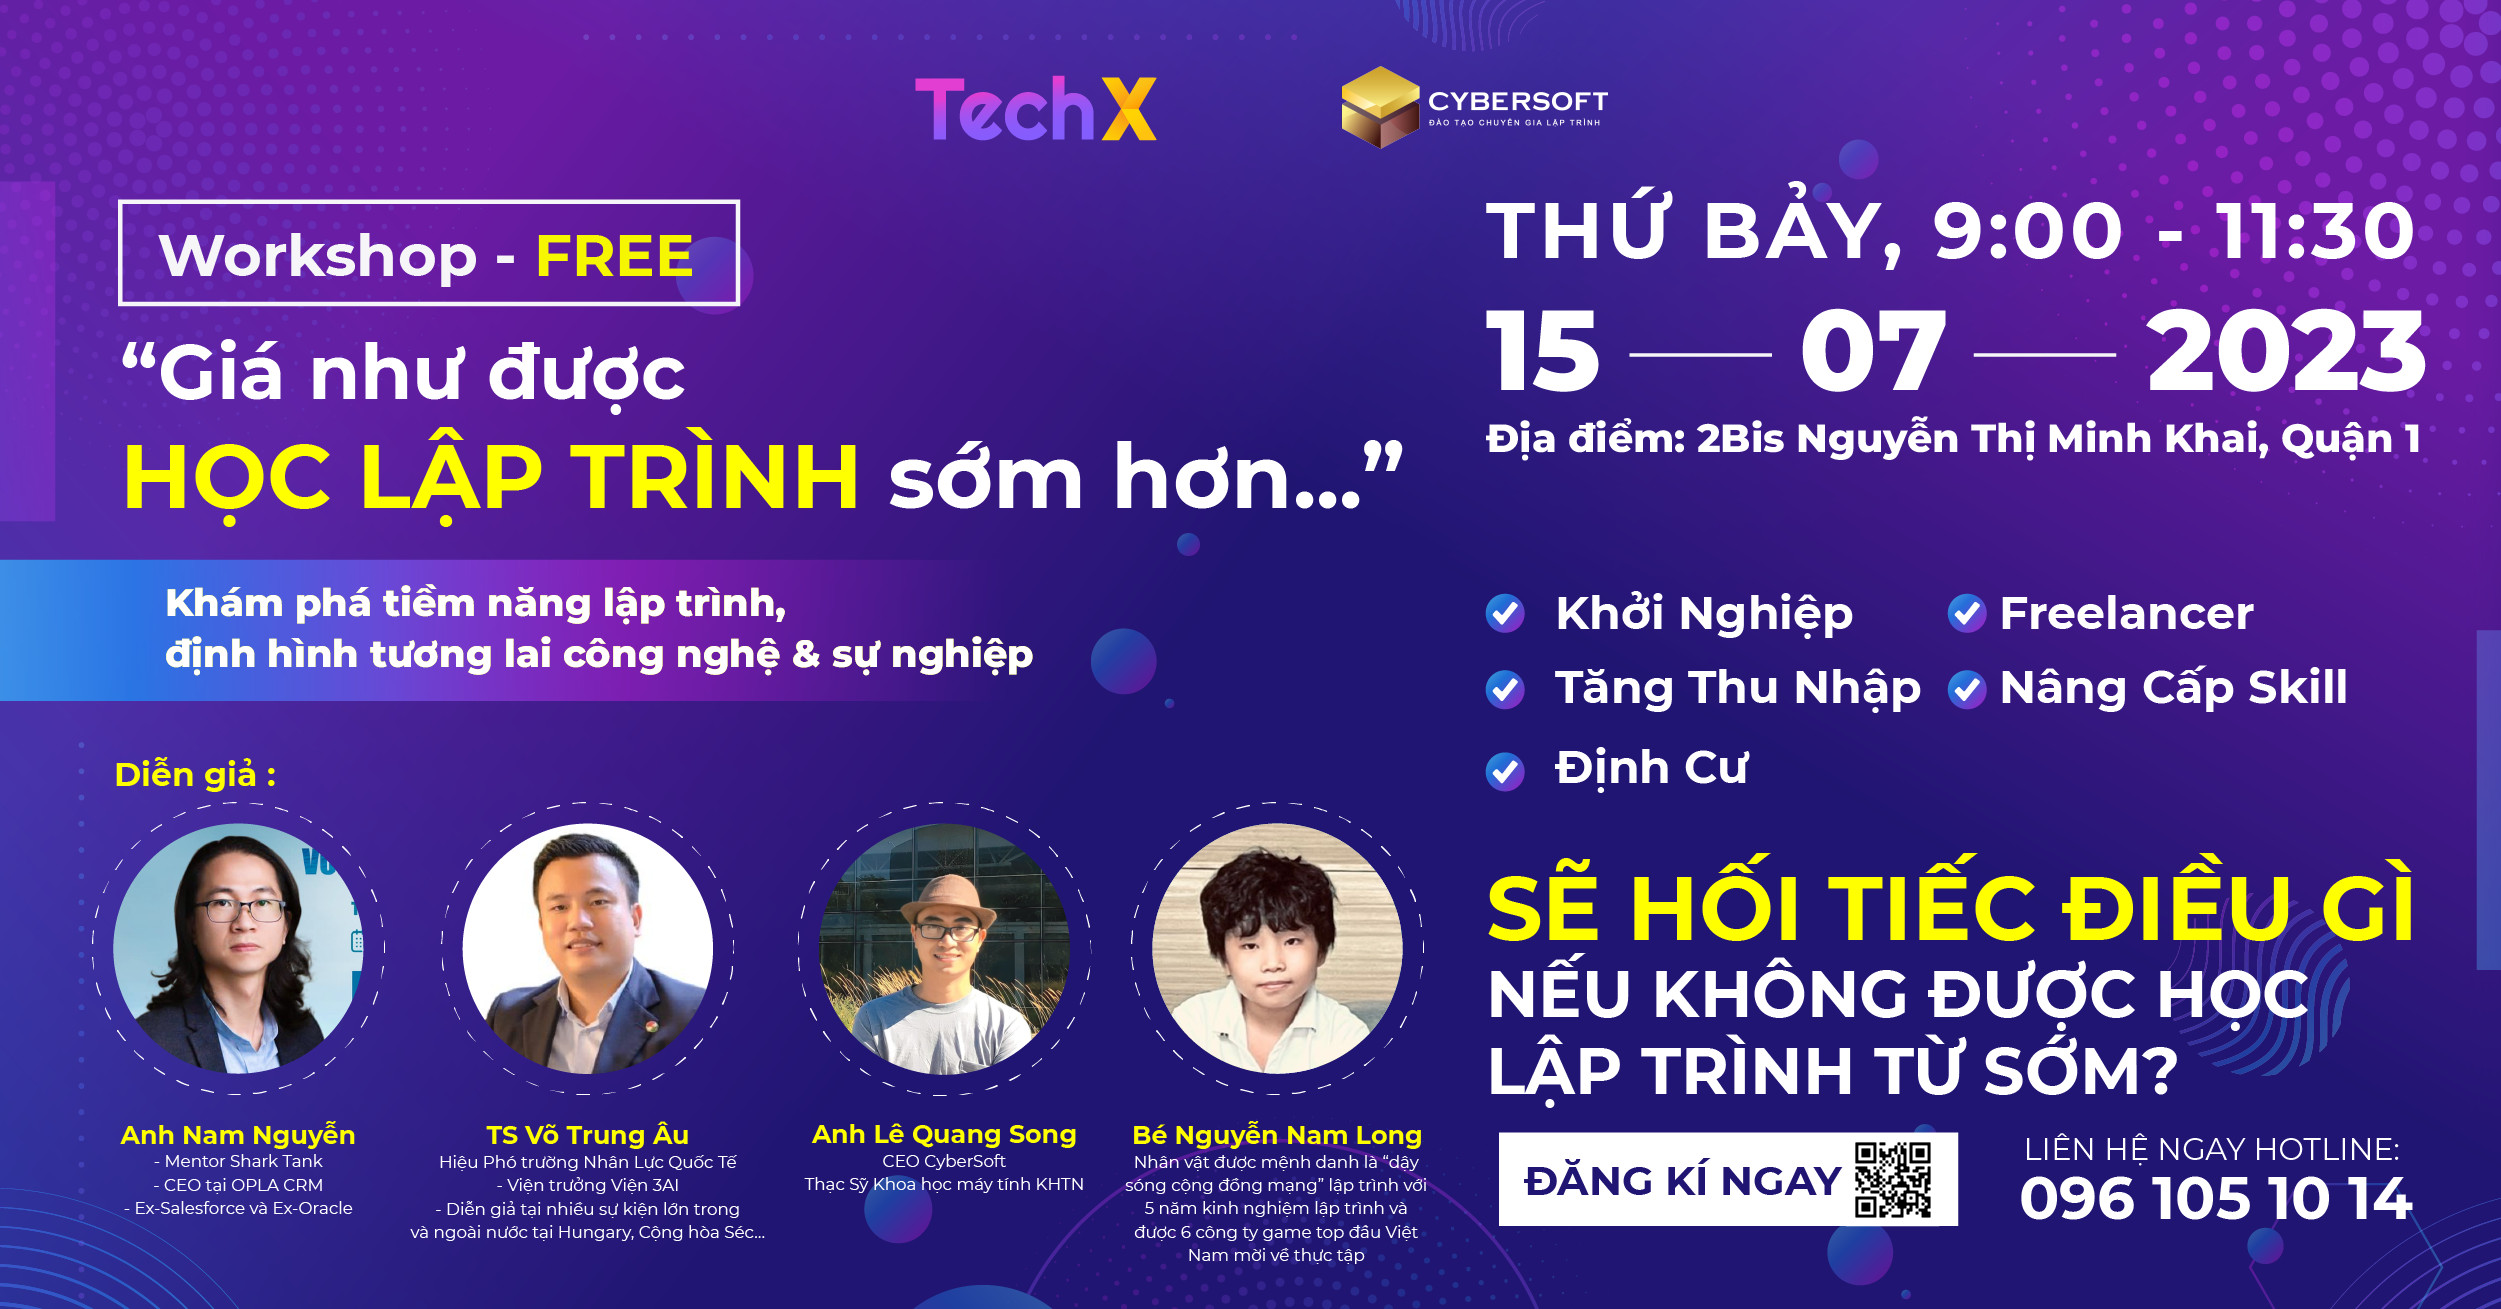 TechX
CYBERSOFT
ĐÀO TẠO CHUYÊN GIA LẬP TRÌNH
Workshop - FREE
“Giá như được
HỌC LẬP TRÌNH sớm hơn...”
Khám phá tiềm năng lập trình,
định hình tương lai công nghệ & sự nghiệp
THỨ BẢY, 9:00 - 11:30
15 — 07 — 2023
Địa điểm: 2Bis Nguyễn Thị Minh Khai, Quận 1
Khởi Nghiệp
Freelancer
Tăng Thu Nhập
Nâng Cấp Skill
Định Cư
Diễn giả :
Anh Nam Nguyễn
- Mentor Shark Tank
- CEO tại OPLA CRM
- Ex-Salesforce và Ex-Oracle
TS Võ Trung Âu
Hiệu Phó trường Nhân Lực Quốc Tế
- Viện trưởng Viện 3AI
- Diễn giả tại nhiều sự kiện lớn trong
và ngoài nước tại Hungary, Cộng hòa Séc...
Anh Lê Quang Song
CEO CyberSoft
Thạc Sỹ Khoa học máy tính KHTN
Bé Nguyễn Nam Long
Nhân vật được mệnh danh là “dậy
sóng cộng đồng mạng” lập trình với
5 năm kinh nghiệm lập trình và
được 6 công ty game top đầu Việt
Nam mời về thực tập
SẼ HỐI TIẾC ĐIỀU GÌ
NẾU KHÔNG ĐƯỢC HỌC
LẬP TRÌNH TỪ SỚM?
ĐĂNG KÍ NGAY
LIÊN HỆ NGAY HOTLINE:
096 105 10 14